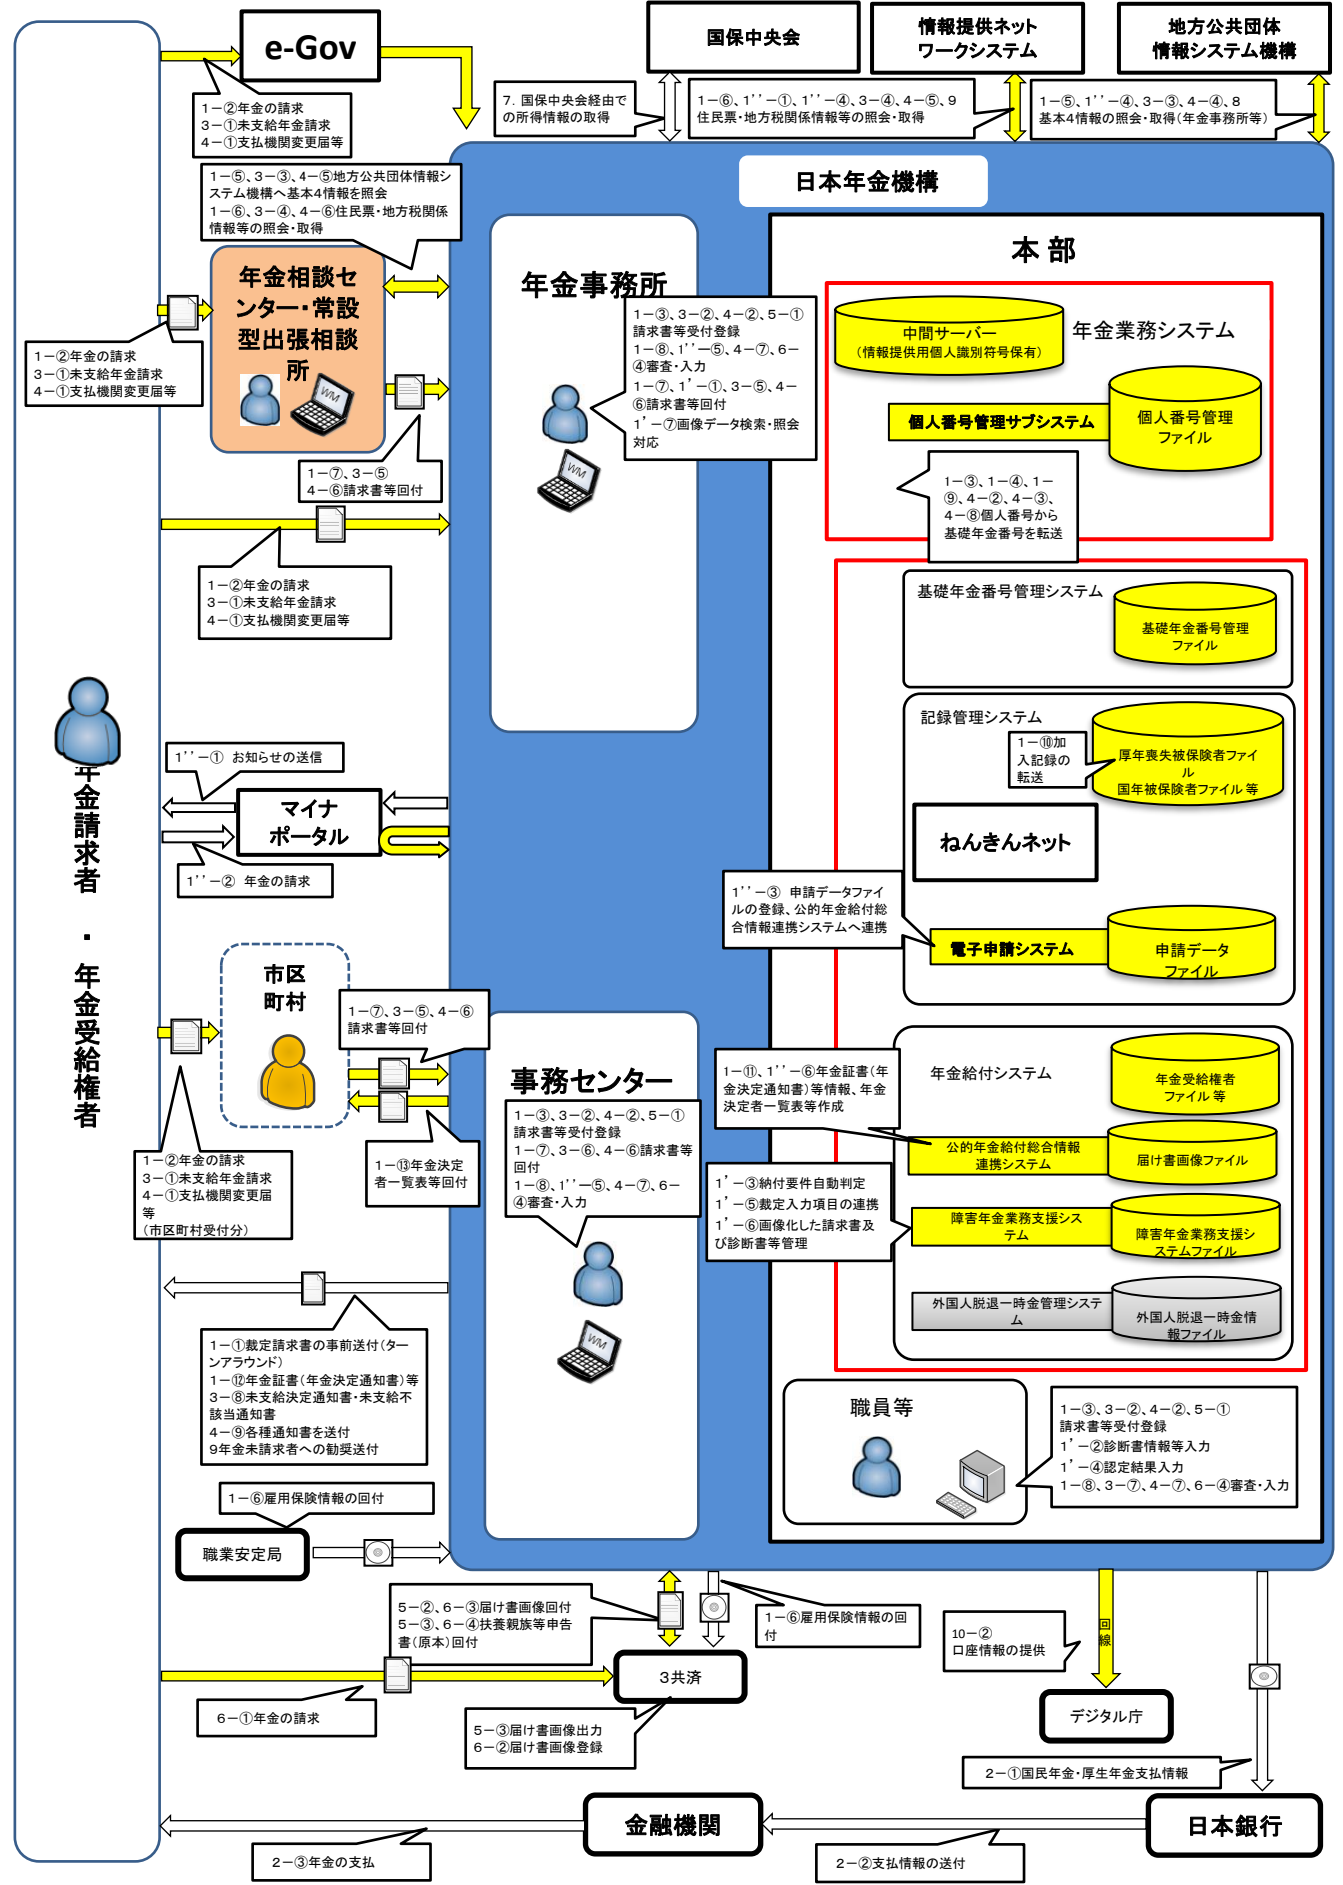 e-Gov
国保中央会
情報提供ネット
ワークシステム
地方公共団体
情報システム機構
1－②年金の請求
3－①未支給年金請求
4－①支払機関変更届等
7．国保中央会経由で
の所得情報の取得
1－⑥、1’’－①、1’’－④、3－④、4－⑤、9
住民票・地方税関係情報等の照会・取得
1－⑤、1’’－④、3－③、4－④、8
基本4情報の照会・取得(年金事務所等)
1－⑤、3－③、4－⑤地方公共団体情報シ
ステム機構へ基本4情報を照会
1－⑥、3－④、4－⑥住民票・地方税関係
情報等の照会・取得
日本年金機構
年金相談セ
ンター・常設
型出張相談
所
WM
1－②年金の請求
3－①未支給年金請求
4－①支払機関変更届等
1－⑦、3－⑤
4－⑥請求書等回付
1－②年金の請求
3－①未支給年金請求
4－①支払機関変更届等
年金事務所
1－③、3－②、4－②、5－①
請求書等受付登録
1－⑧、1’’－⑤、4－⑦、6－
④審査・入力
1－⑦、1’－①、3－⑤、4－
⑥請求書等回付
1’－⑦画像データ検索・照会
対応
WM
本部
中間サーバー
(情報提供用個人識別符号保有)
年金業務システム
個人番号管理サブシステム
個人番号管理
ファイル
1－③、1－④、1－
⑨、4－②、4－③、
4－⑧個人番号から
基礎年金番号を転送
基礎年金番号管理システム
基礎年金番号管理
ファイル
記録管理システム
1－⑩加
入記録の
転送
厚年喪失被保険者ファイ
ル
国年被保険者ファイル 等
ねんきんネット
1’’－③ 申請データファイ
ルの登録、公的年金給付総
合情報連携システムへ連携
電子申請システム
申請データ
ファイル
年金請求者・年金受給権者
1’’－① お知らせの送信
マイナ
ポータル
1’’－② 年金の請求
市区
町村
1－⑦、3－⑤、4－⑥
請求書等回付
1－②年金の請求
3－①未支給年金請求
4－①支払機関変更届
等
(市区町村受付分)
1－⑬年金決定
者一覧表等回付
事務センター
1－③、3－②、4－②、5－①
請求書等受付登録
1－⑦、3－⑥、4－⑥請求書等
回付
1－⑧、1’’－⑤、4－⑦、6－
④審査・入力
WM
年金給付システム
1－⑪、1’’－⑥年金証書(年
金決定通知書)等情報、年金
決定者一覧表等作成
年金受給権者
ファイル 等
公的年金給付総合情報
連携システム
届け書画像ファイル
1’－③納付要件自動判定
1’－⑤裁定入力項目の連携
1’－⑥画像化した請求書及
び診断書等管理
障害年金業務支援シス
テム
障害年金業務支援シ
ステムファイル
外国人脱退一時金管理システ
ム
外国人脱退一時金情
報ファイル
1－①裁定請求書の事前送付(ター
ンアラウンド)
1－⑫年金証書(年金決定通知書)等
3－⑧未支給決定通知書・未支給不
該当通知書
4－⑨各種通知書を送付
9年金未請求者への勧奨送付
職員等
1－③、3－②、4－②、5－①
請求書等受付登録
1’－②診断書情報等入力
1’－④認定結果入力
1－⑧、3－⑦、4－⑦、6－④審査・入力
1－⑥雇用保険情報の回付
職業安定局
5－②、6－③届け書画像回付
5－③、6－④扶養親族等申告
書(原本)回付
1－⑥雇用保険情報の回
付
10－②
口座情報の提供
回線
3共済
6－①年金の請求
5－③届け書画像出力
6－②届け書画像登録
デジタル庁
2－①国民年金・厚生年金支払情報
金融機関
日本銀行
2－③年金の支払
2－②支払情報の送付